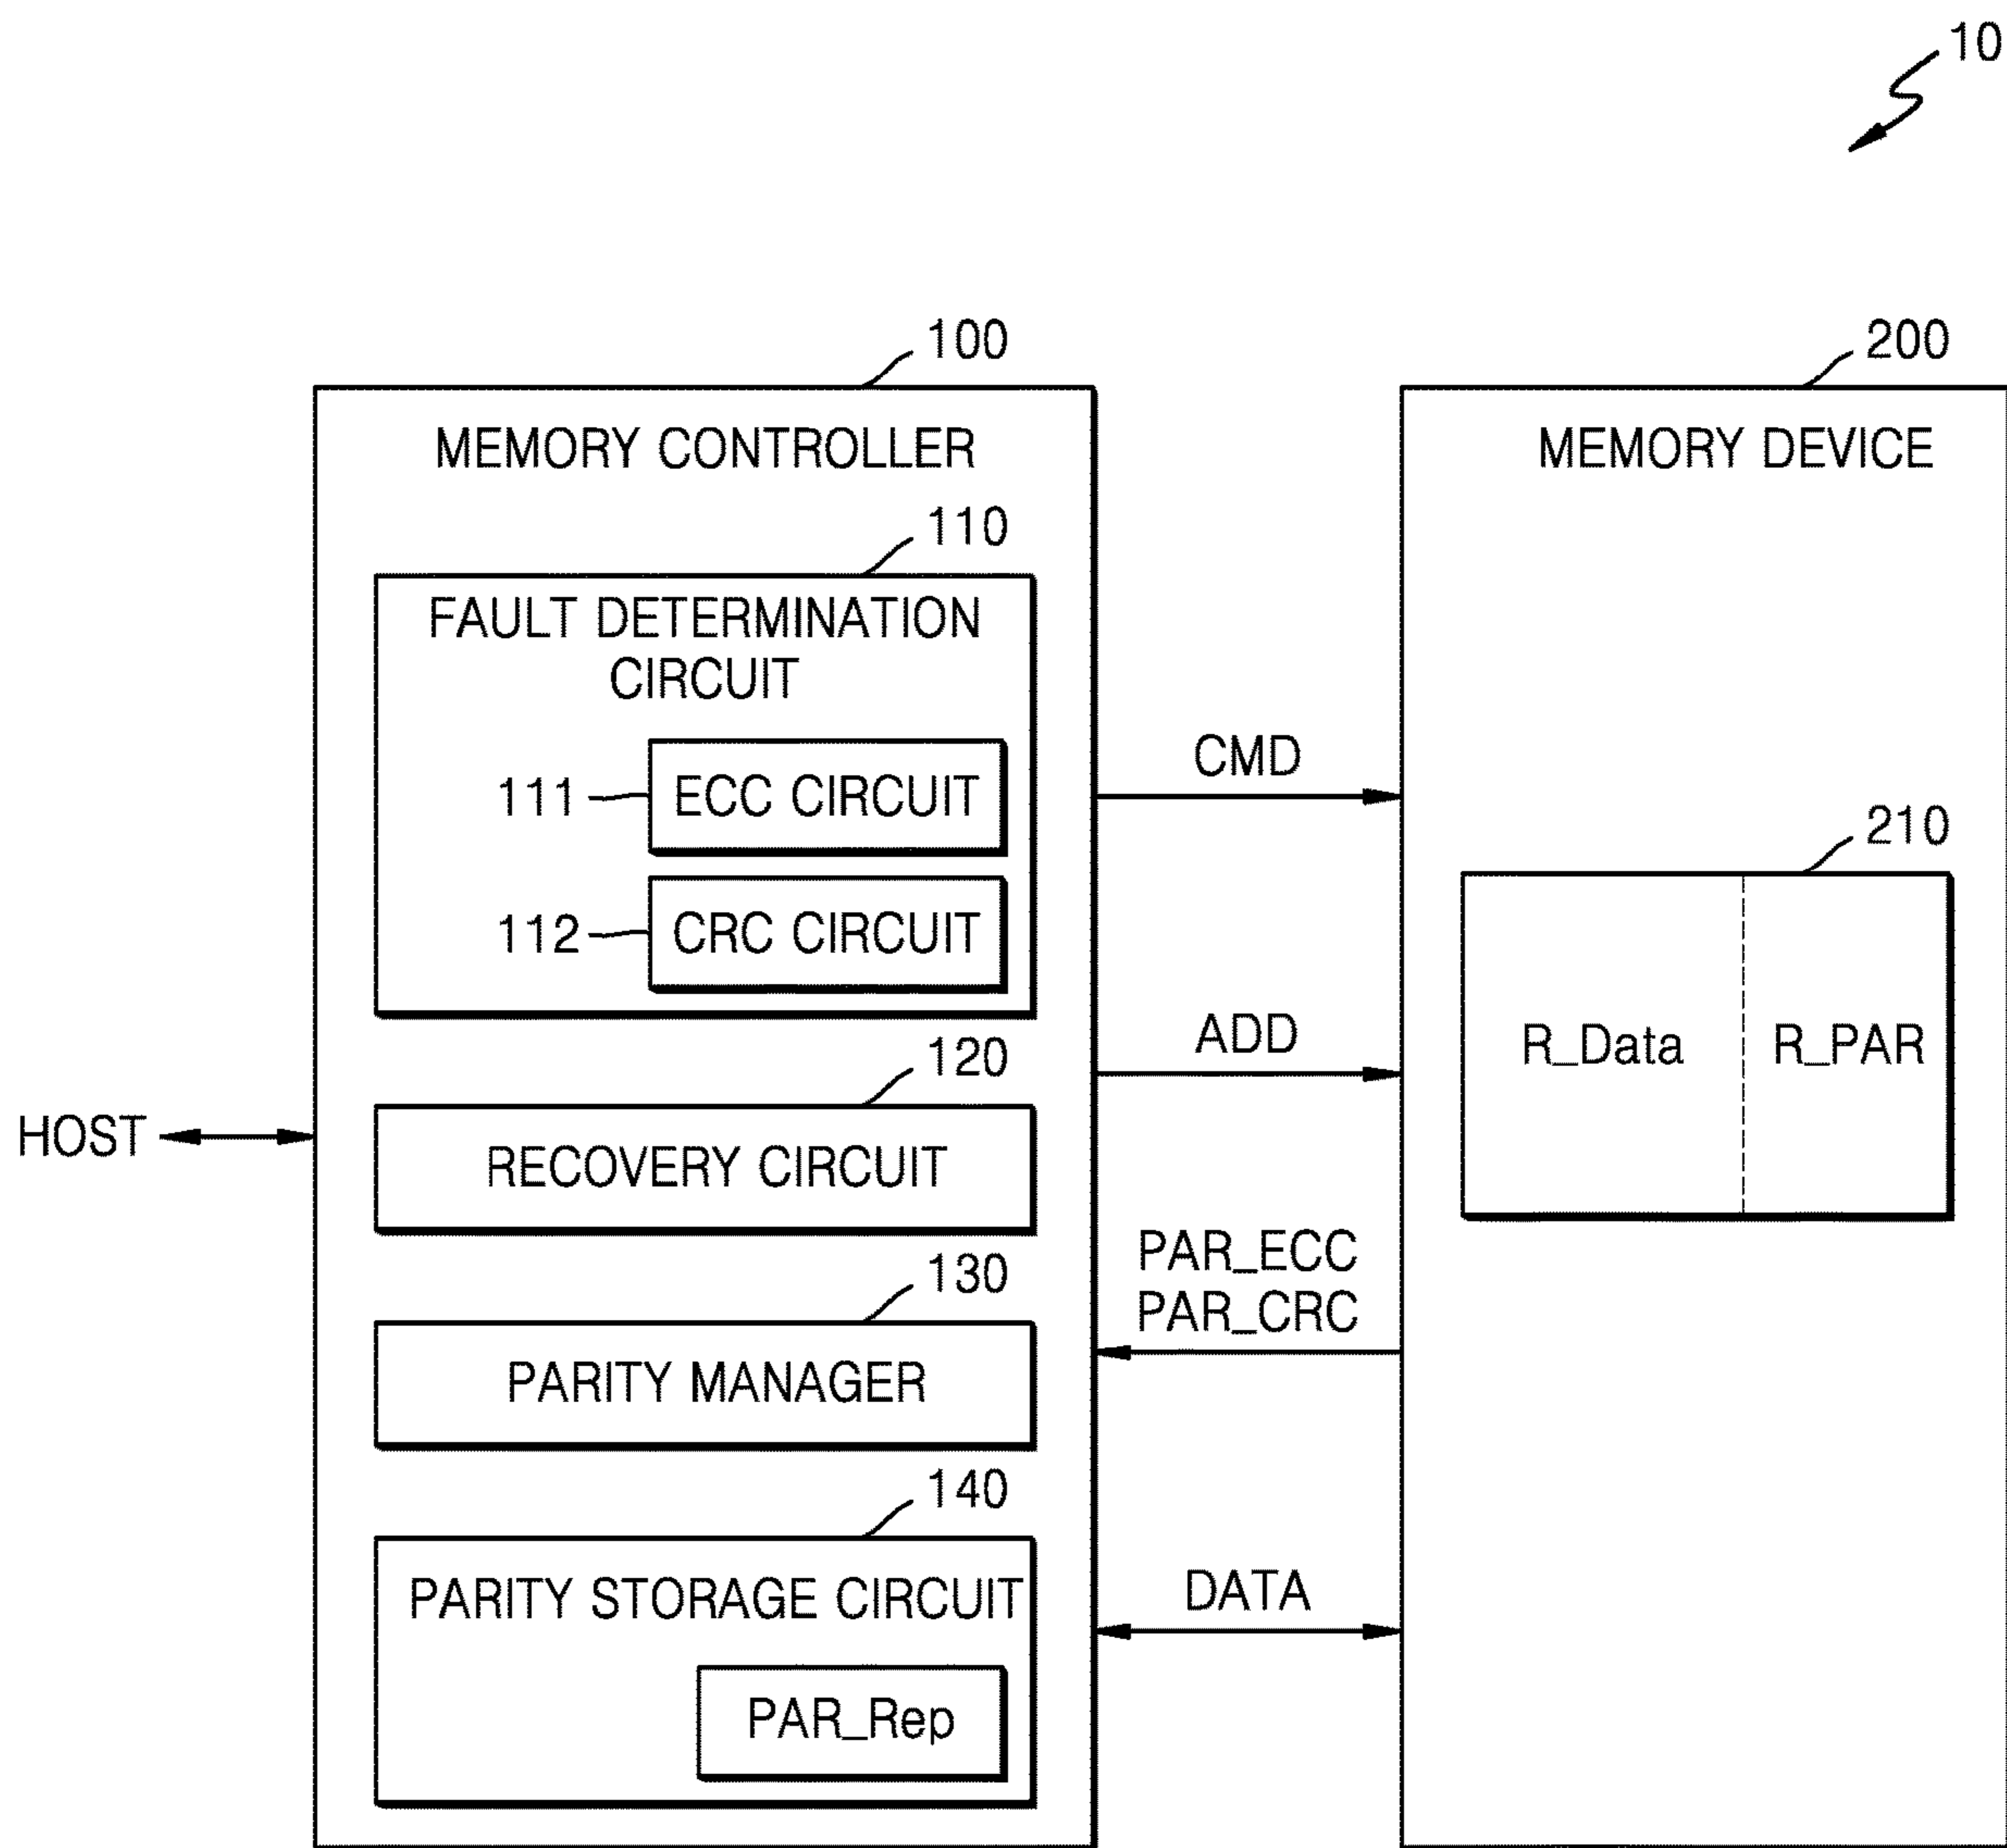 10
100
200
MEMORY CONTROLLER
MEMORY DEVICE
110
FAULT DETERMINATION
CIRCUIT
111
ECC CIRCUIT
112
CRC CIRCUIT
CMD
210
R_Data
R_PAR
ADD
120
HOST
RECOVERY CIRCUIT
PAR_ECC
PAR_CRC
130
PARITY MANAGER
140
PARITY STORAGE CIRCUIT
PAR_Rep
DATA